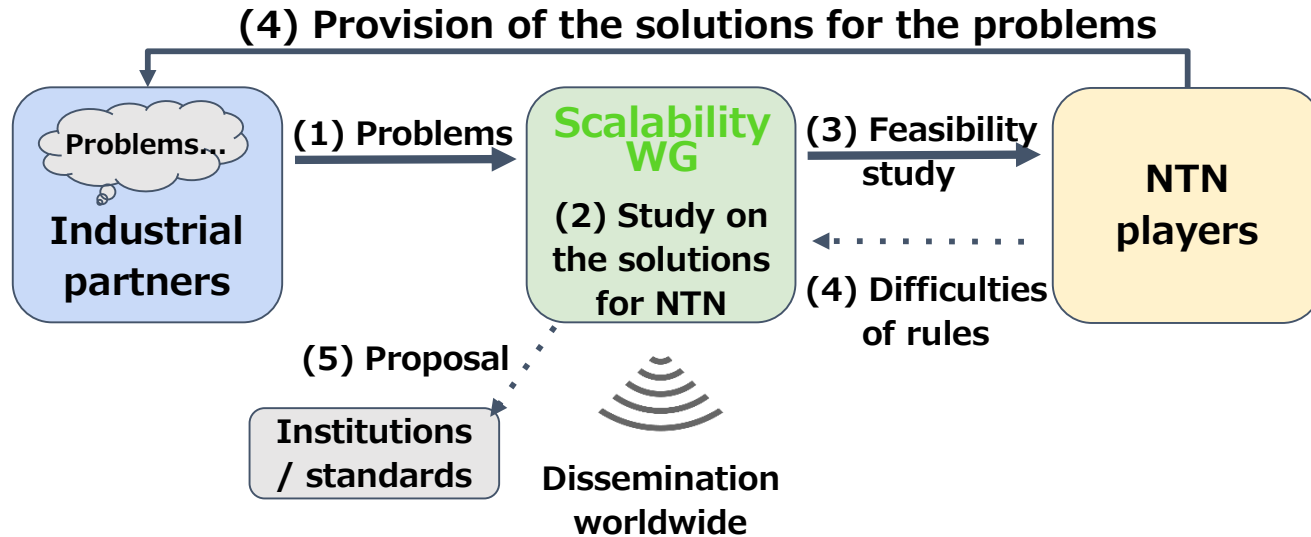 (4) Provision of the solutions for the problems
Problems...
Industrial
partners
(1) Problems
Scalability
WG
(2) Study on
the solutions
for NTN
(3) Feasibility
study
(4) Difficulties
of rules
NTN
players
(5) Proposal
Institutions
/ standards
Dissemination
worldwide